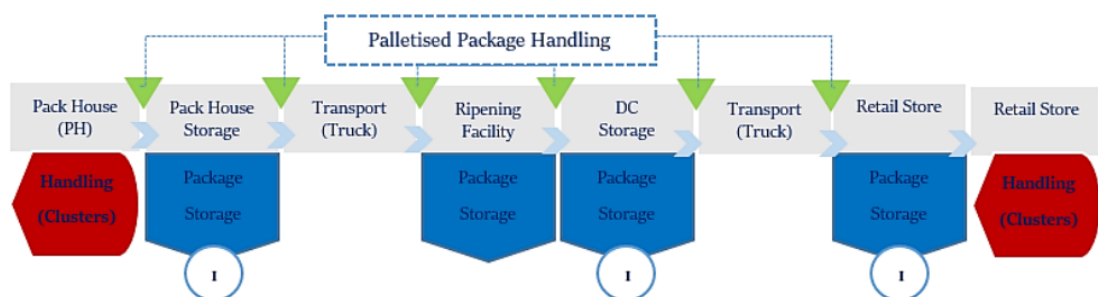 Palletised Package Handling
Pack House
(PH)
Pack House
Storage
Transport
(Truck)
Ripening
Facility
DC
Storage
Transport
(Truck)
Retail Store
Retail Store
Handling
(Clusters)
Package
Storage
Package
Storage
Package
Storage
Package
Storage
Handling
(Clusters)
I
I
I